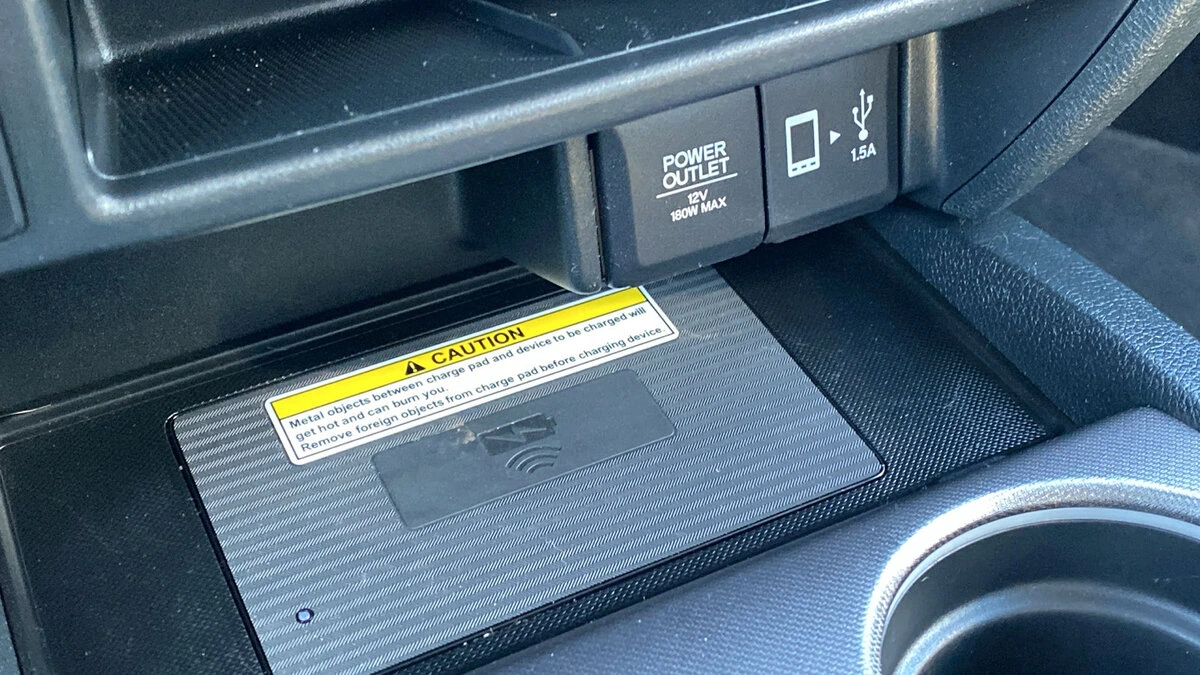 POWER
OUTLET
12V
180W MAX
1.5A
CAUTION
Metal objects between charge pad and device to be charged will
get hot and can burn you.
Remove foreign objects from charge pad before charging device.